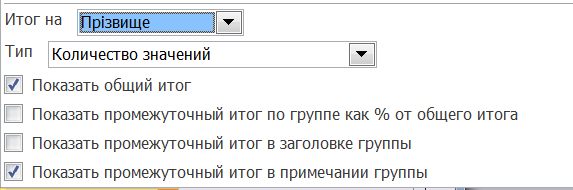 Итог на Прізвище
Тип Количество значений
Показать общий итог
Показать промежуточный итог по группе как % от общего итога
Показать промежуточный итог в заголовке группы
Показать промежуточный итог в примечании группы